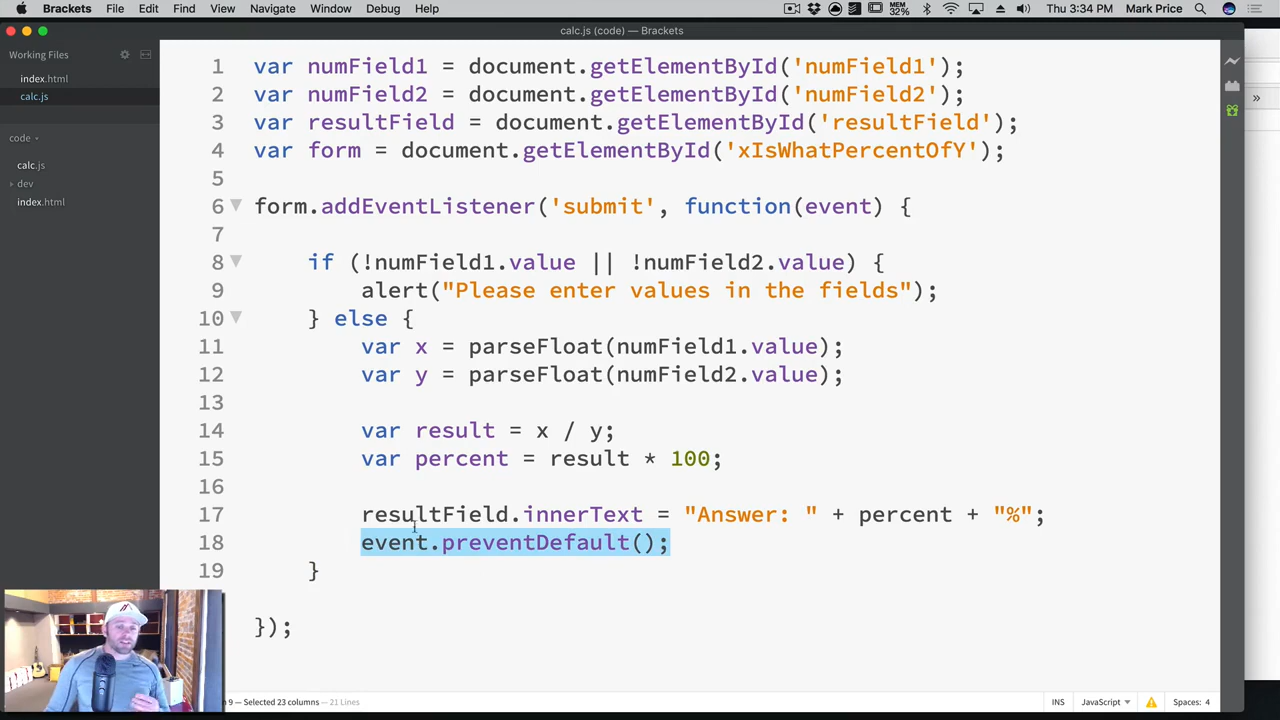 Brackets File Edit Find View Navigate Window Debug Help MEM 32% Thu 3:34 PM Mark Price
calc.js (code) — Brackets
Working Files
index.html
calc.js
code
calc.js
dev
index.html
»
1 var numField1 = document.getElementById('numField1');
2 var numField2 = document.getElementById('numField2');
3 var resultField = document.getElementById('resultField');
4 var form = document.getElementById('xIsWhatPercentOfY');
5
6 form.addEventListener('submit', function(event) {
7
8 if (!numField1.value || !numField2.value) {
9 alert("Please enter values in the fields");
10 } else {
11 var x = parseFloat(numField1.value);
12 var y = parseFloat(numField2.value);
13
14 var result = x / y;
15 var percent = result * 100;
16
17 resultField.innerText = "Answer: " + percent + "%";
18 event.preventDefault();
19 }
});
9 — Selected 23 columns — 21 Lines INS JavaScript Spaces: 4